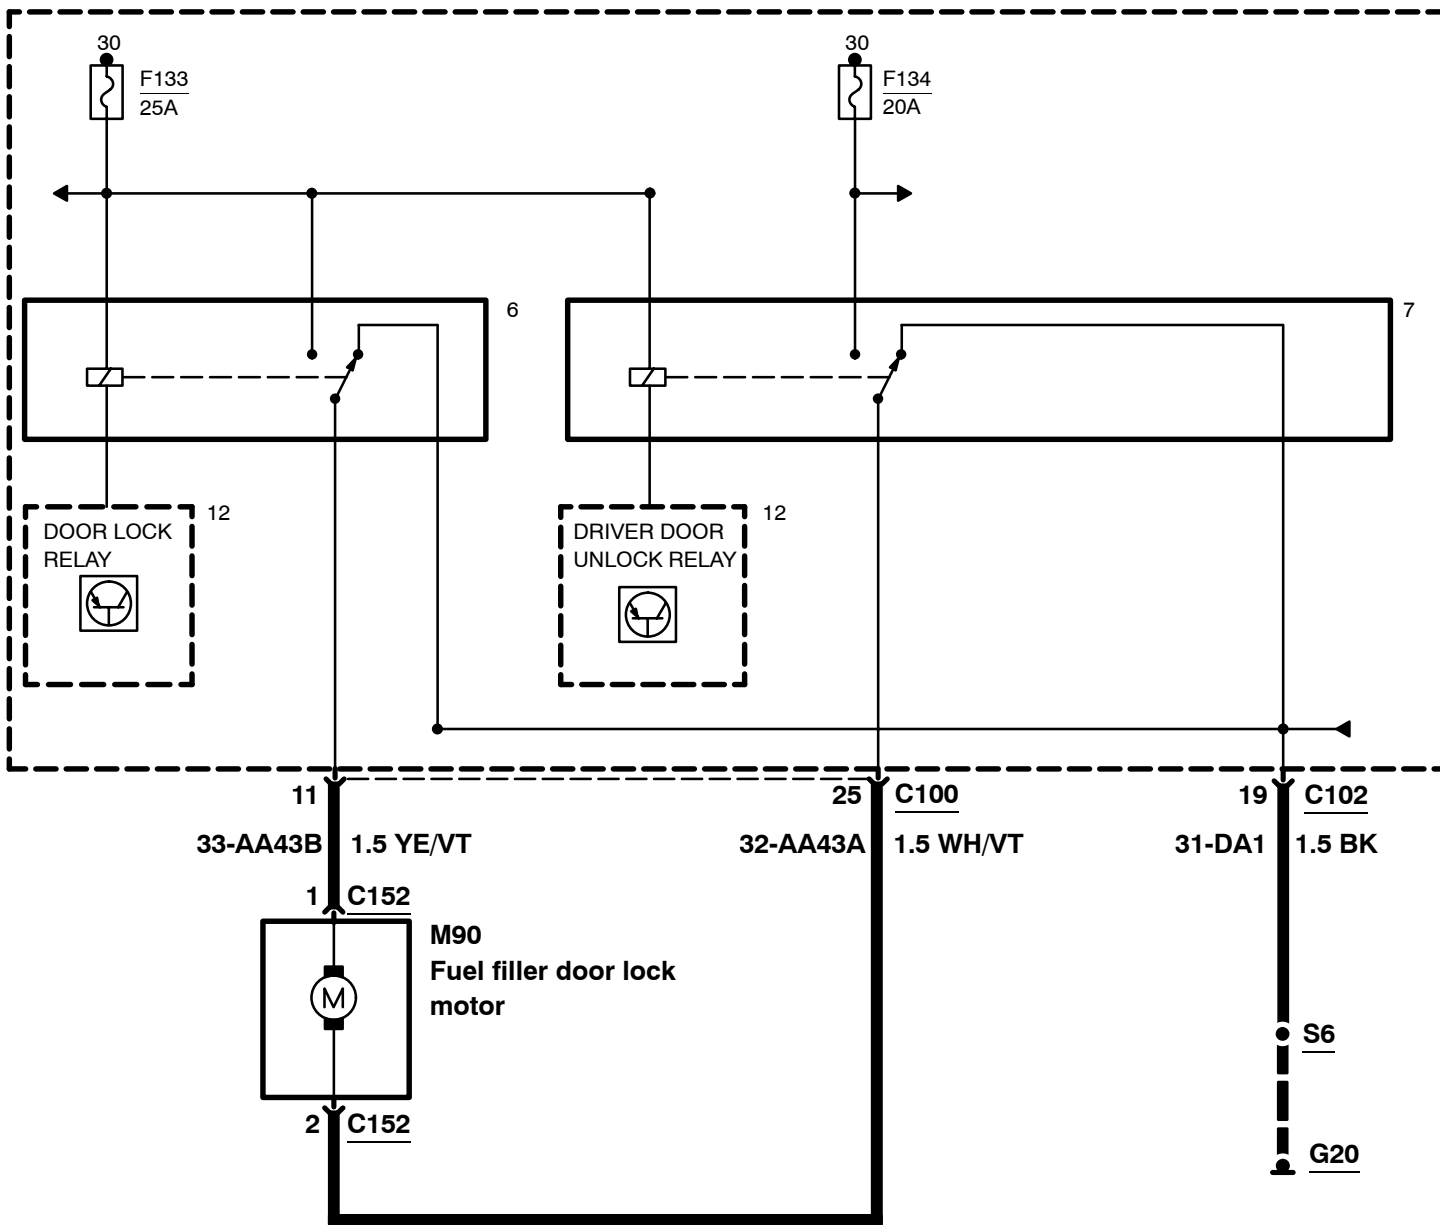 30
F133
25A
30
F134
20A
6
7
DOOR LOCK
RELAY
12
DRIVER DOOR
UNLOCK RELAY
12
11
25
C100
19
C102
33-AA43B
1.5 YE/VT
32-AA43A
1.5 WH/VT
31-DA1
1.5 BK
1
C152
M90
Fuel filler door lock
motor
M
S6
2
C152
G20